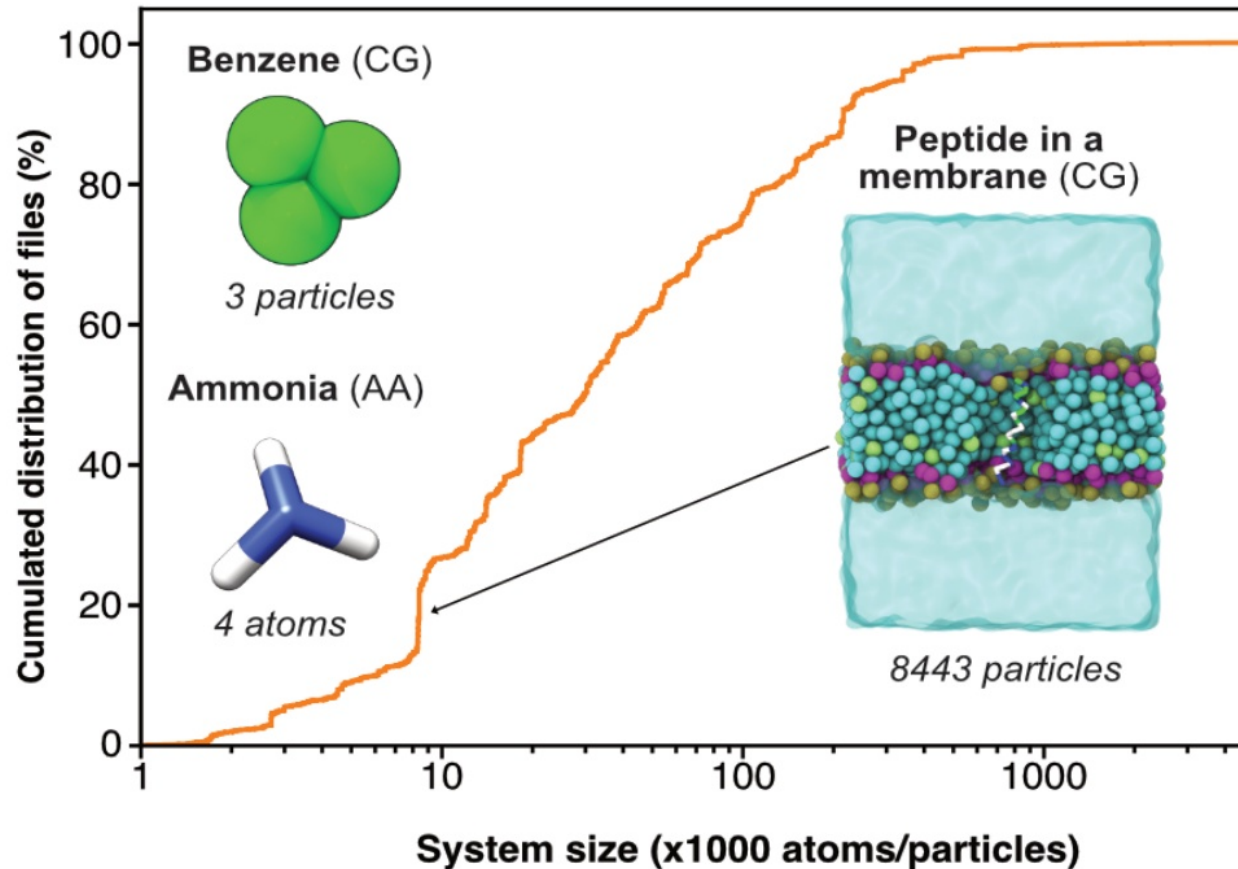 Cumulated distribution of files (%)
100
80
60
40
20
0
Benzene (CG)
3 particles
Ammonia (AA)
4 atoms
Peptide in a
membrane (CG)
8443 particles
1
10
100
1000
System size (x1000 atoms/particles)